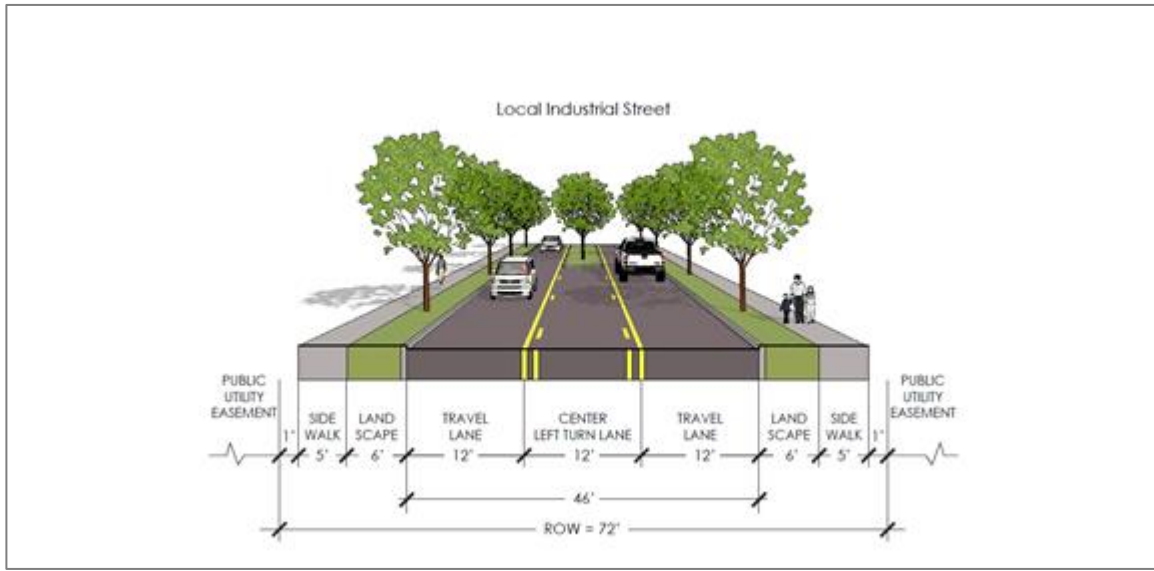 Local Industrial Street
PUBLIC
UTILITY
EASEMENT
1"
SIDE
WALK
5'
LAND
SCAPE
6'
TRAVEL
LANE
12'
CENTER
LEFT TURN LANE
12'
TRAVEL
LANE
12'
LAND
SCAPE
6'
SIDE
WALK
5'
1"
PUBLIC
UTILITY
EASEMENT
46'
ROW = 72'